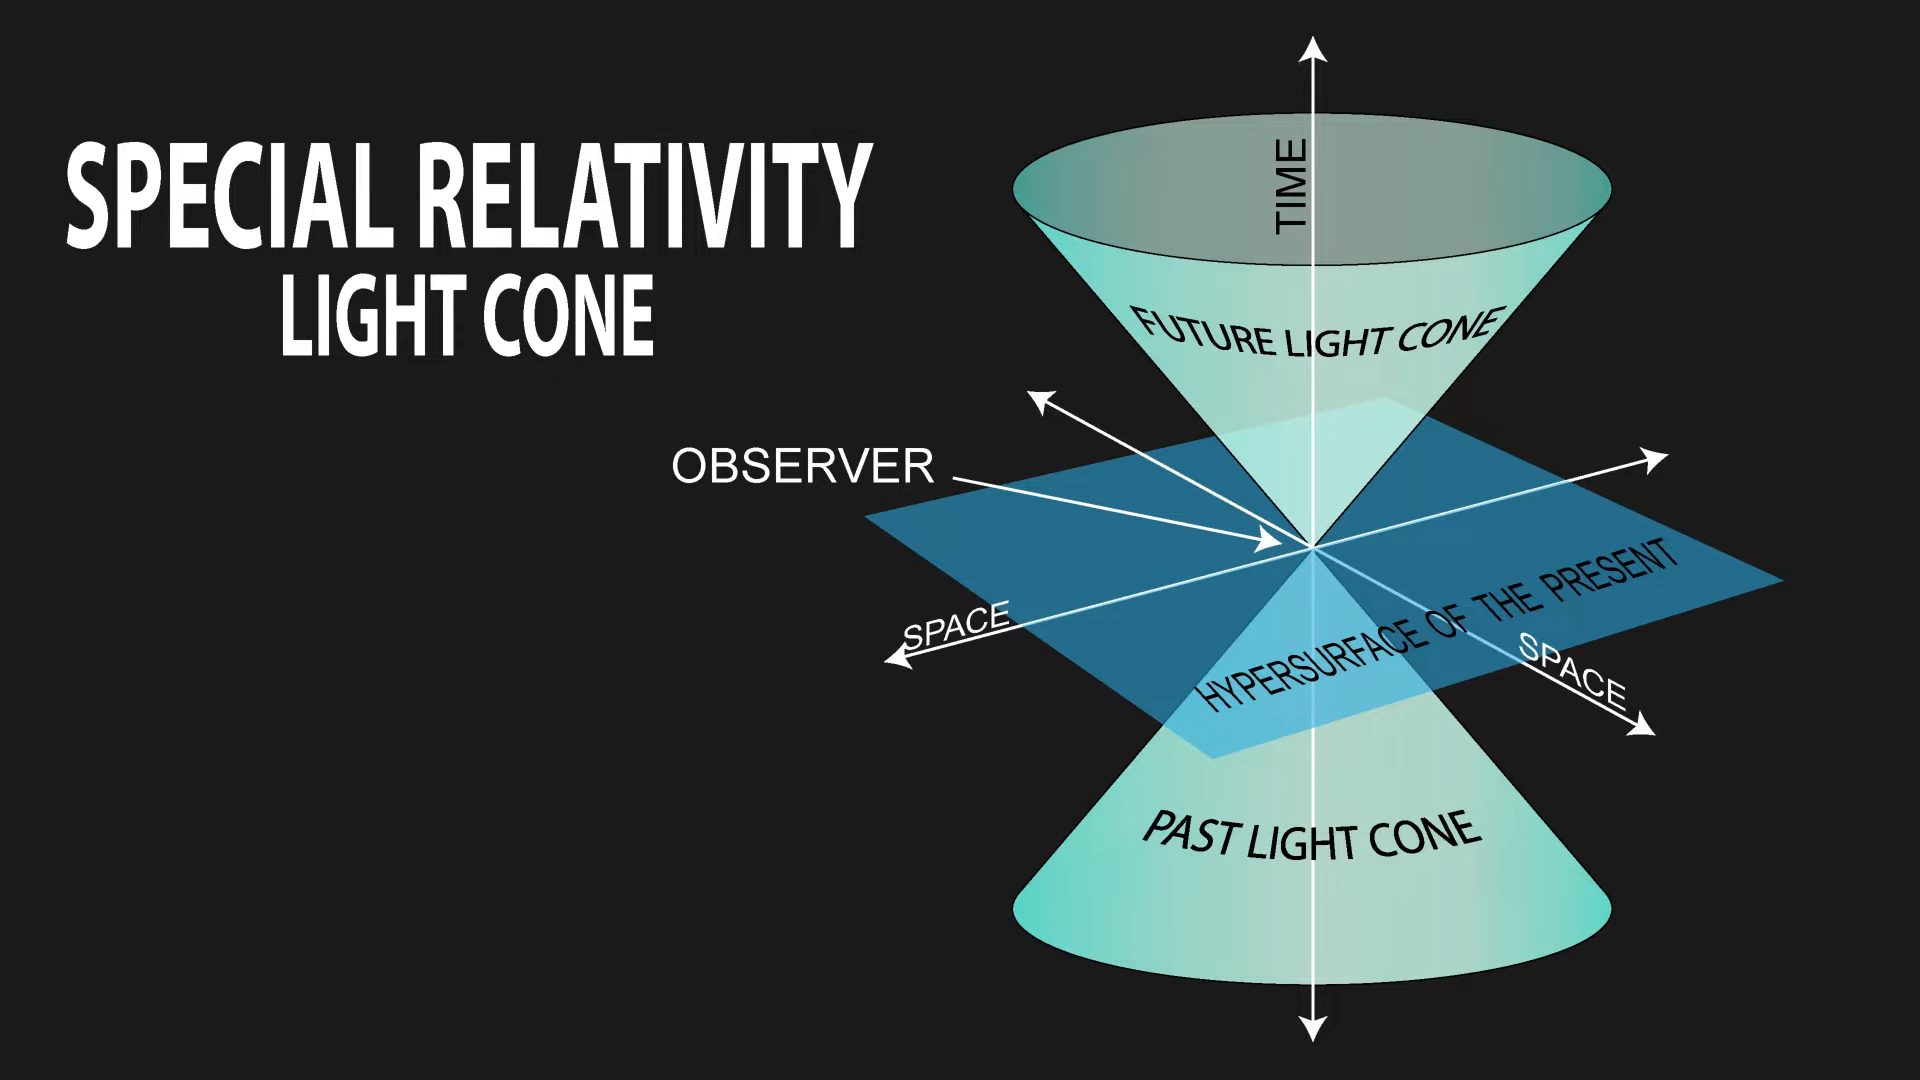 SPECIAL RELATIVITY
LIGHT CONE
TIME
FUTURE LIGHT CONE
OBSERVER
SPACE
HYPERSURFACE OF THE PRESENT
SPACE
PAST LIGHT CONE